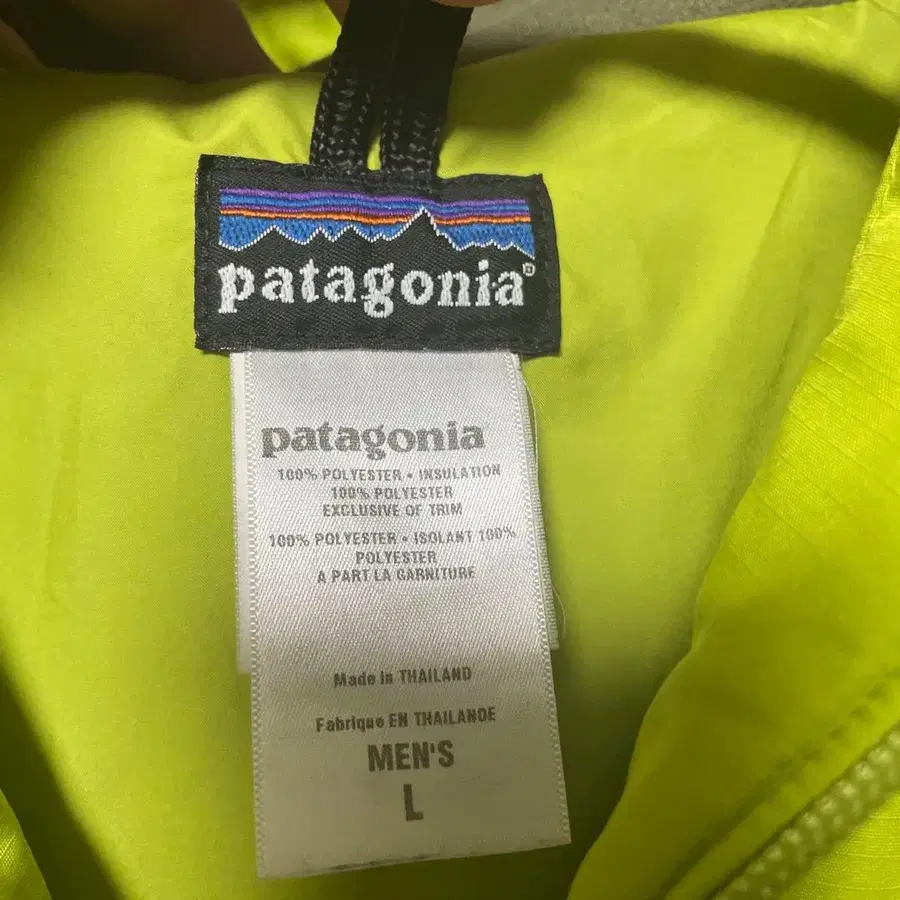 patagonia®
patagonia
100% POLYESTER • INSULATION
100% POLYESTER
EXCLUSIVE OF TRIM
100% POLYESTER • ISOLANT 100%
POLYESTER
A PART LA GARNITURE
Made in THAILAND
Fabrique EN THAILANDE
MEN'S
L